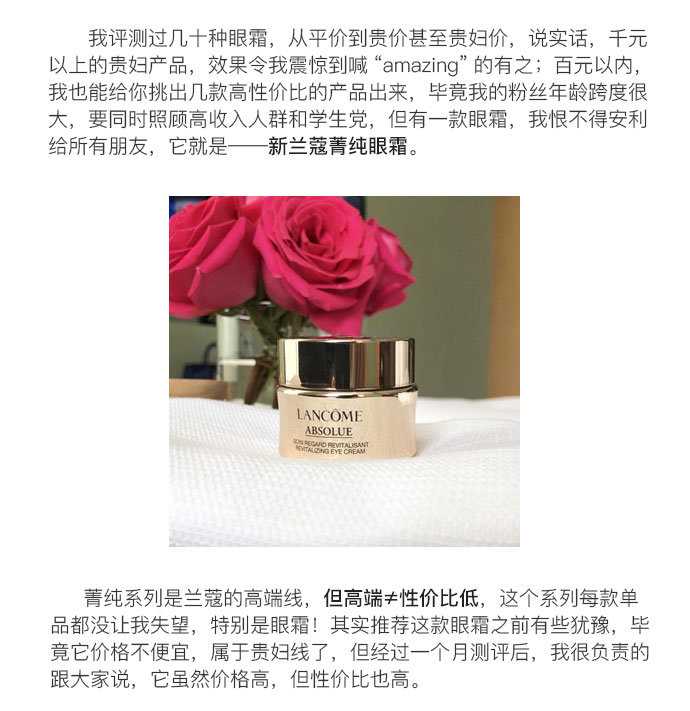 我评测过几十种眼霜，从平价到贵价甚至贵妇价，说实话，千元
以上的贵妇产品，效果令我震惊到喊“amazing”的有之；百元以内，
我也能给你挑出几款高性价比的产品出来，毕竟我的粉丝年龄跨度很
大，要同时照顾高收入人群和学生党，但有一款眼霜，我恨不得安利
给所有朋友，它就是——新兰蔻菁纯眼霜。
LANCÔME
ABSOLUE
SOIN REGARD REVITALISANT
REVITALIZING EYE CREAM
菁纯系列是兰蔻的高端线，但高端≠性价比低，这个系列每款单
品都没让我失望，特别是眼霜！其实推荐这款眼霜之前有些犹豫，毕
竟它价格不便宜，属于贵妇线了，但经过一个月测评后，我很负责的
跟大家说，它虽然价格高，但性价比也高。